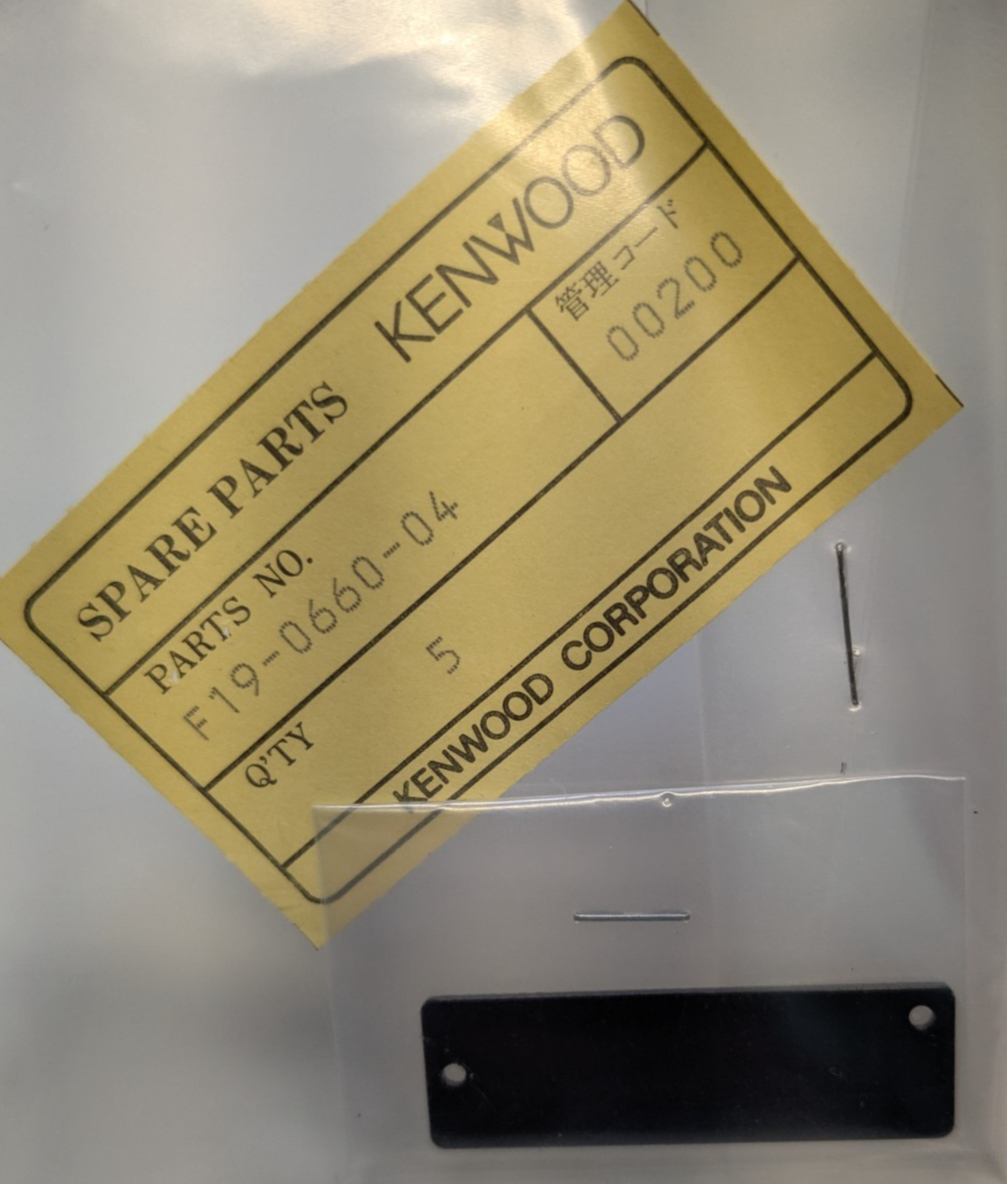 SPARE PARTS KENWOOD
PARTS NO.
管理コード
F19-0660-04
00200
Q'TY 5
KENWOOD CORPORATION